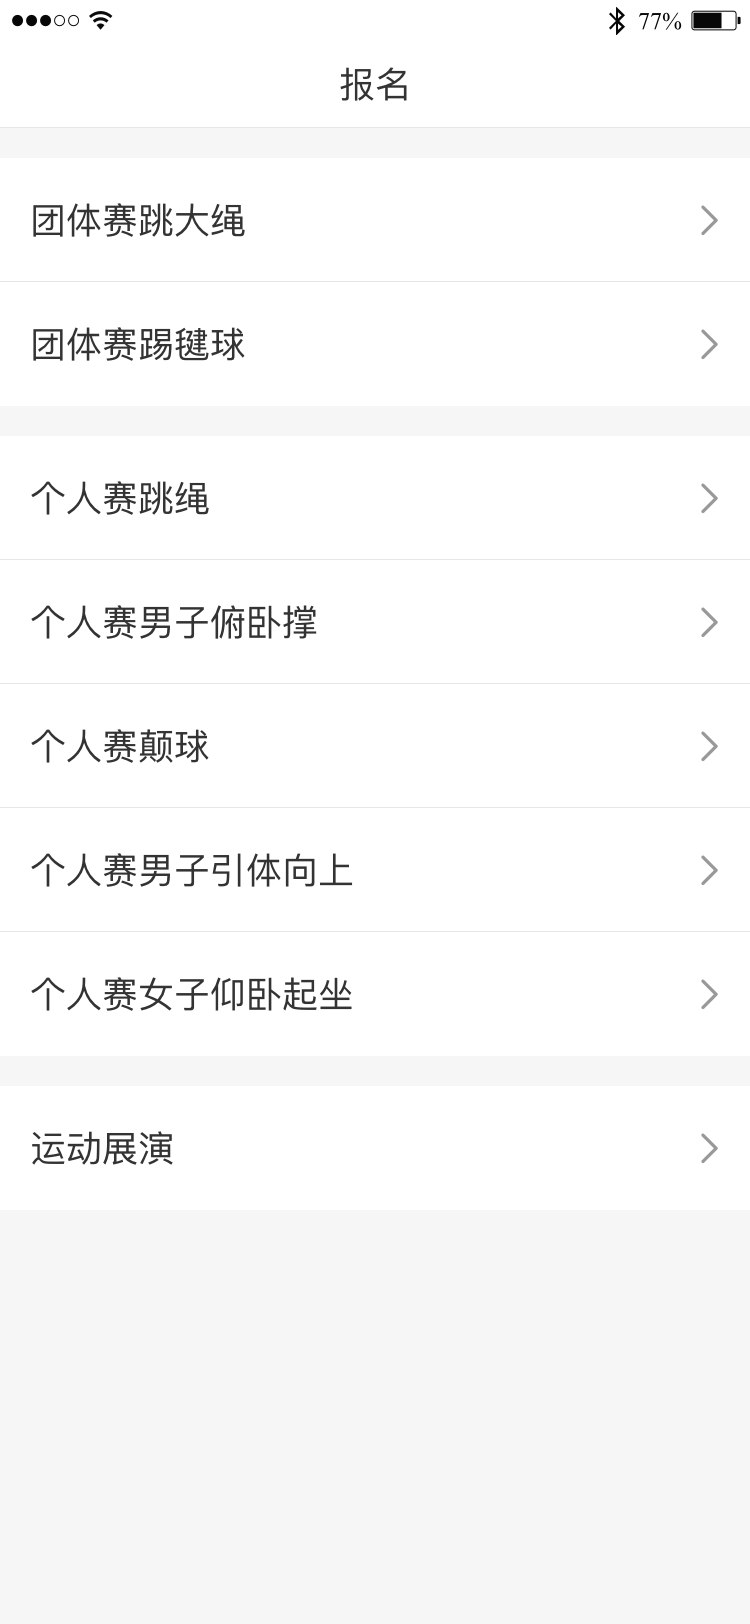 77%
报名
团体赛跳大绳
团体赛踢毽球
个人赛跳绳
个人赛男子俯卧撑
个人赛颠球
个人赛男子引体向上
个人赛女子仰卧起坐
运动展演